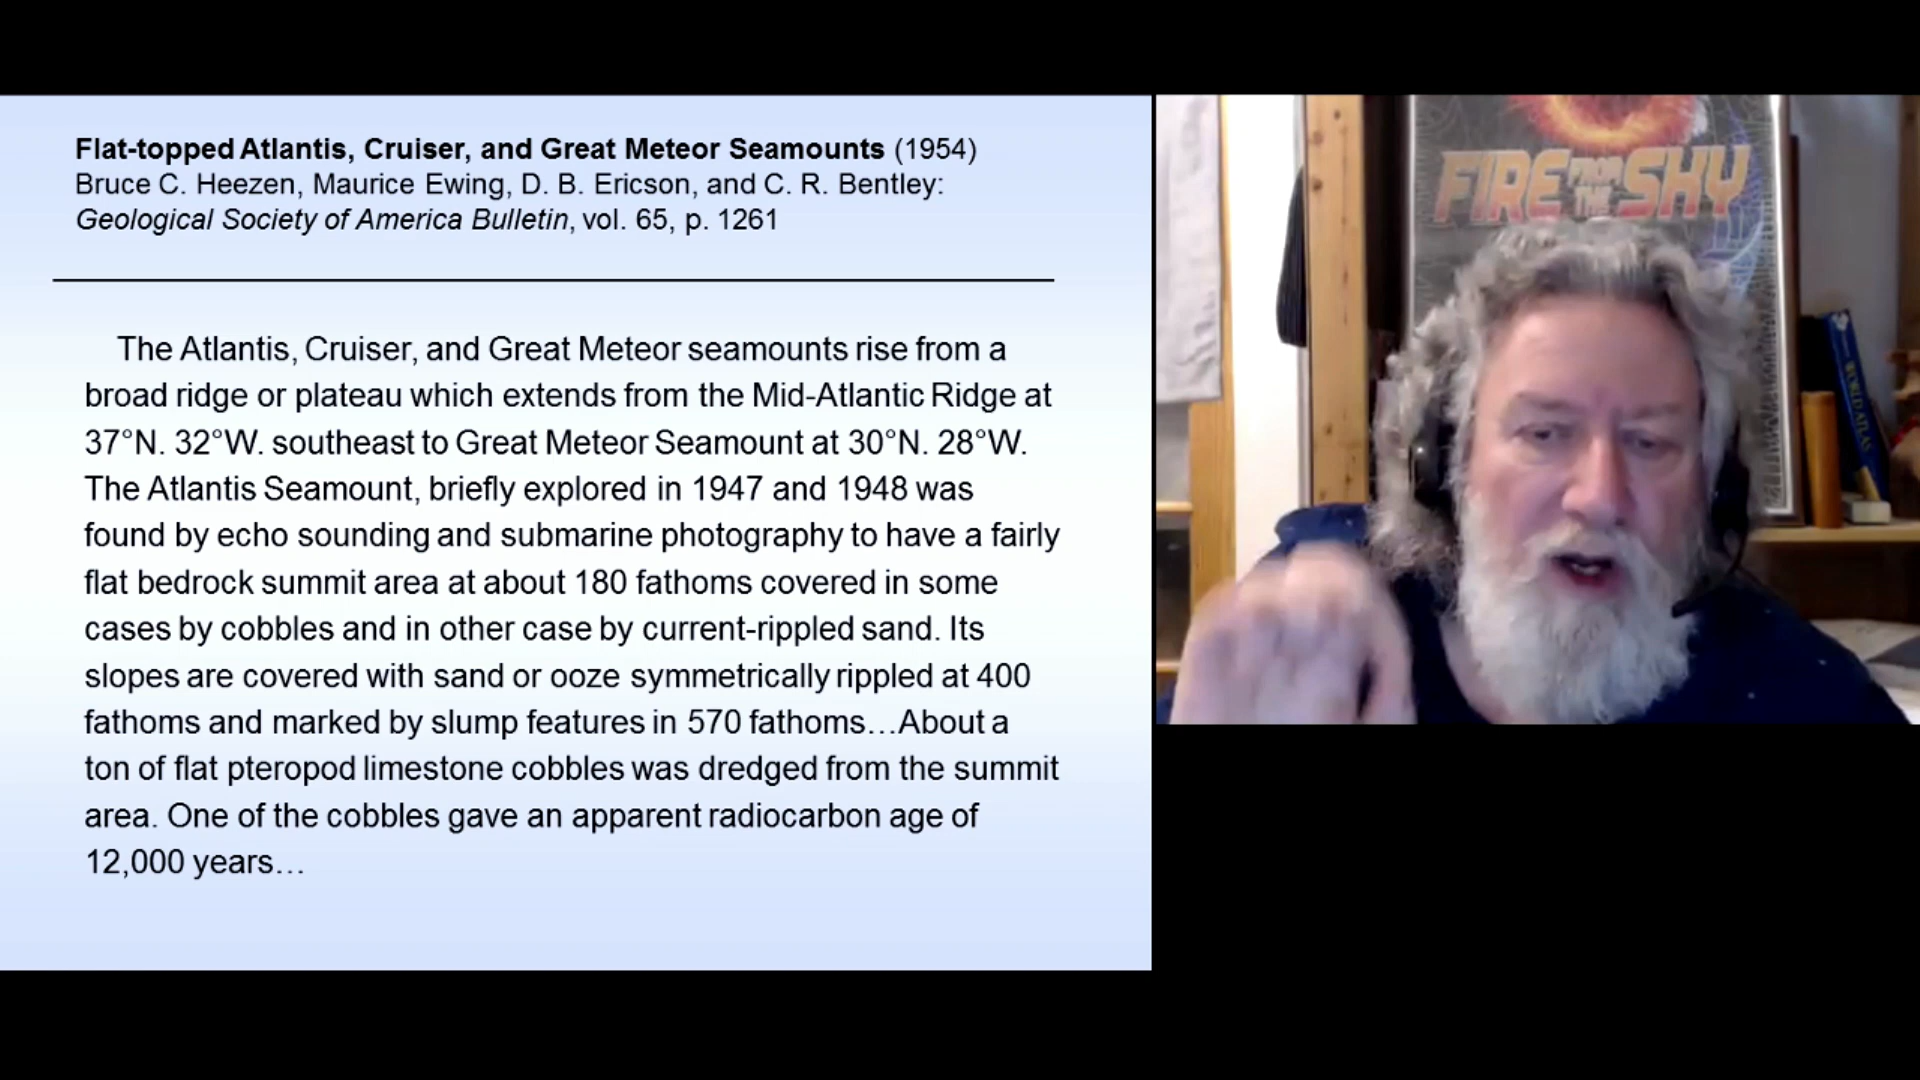 Flat-topped Atlantis, Cruiser, and Great Meteor Seamounts (1954)
Bruce C. Heezen, Maurice Ewing, D. B. Ericson, and C. R. Bentley:
Geological Society of America Bulletin, vol. 65, p. 1261
The Atlantis, Cruiser, and Great Meteor seamounts rise from a
broad ridge or plateau which extends from the Mid-Atlantic Ridge at
37°N. 32°W. southeast to Great Meteor Seamount at 30°N. 28°W.
The Atlantis Seamount, briefly explored in 1947 and 1948 was
found by echo sounding and submarine photography to have a fairly
flat bedrock summit area at about 180 fathoms covered in some
cases by cobbles and in other case by current-rippled sand. Its
slopes are covered with sand or ooze symmetrically rippled at 400
fathoms and marked by slump features in 570 fathoms…About a
ton of flat pteropod limestone cobbles was dredged from the summit
area. One of the cobbles gave an apparent radiocarbon age of
12,000 years…
FIRE FROM THE SKY
WORLD ATLAS